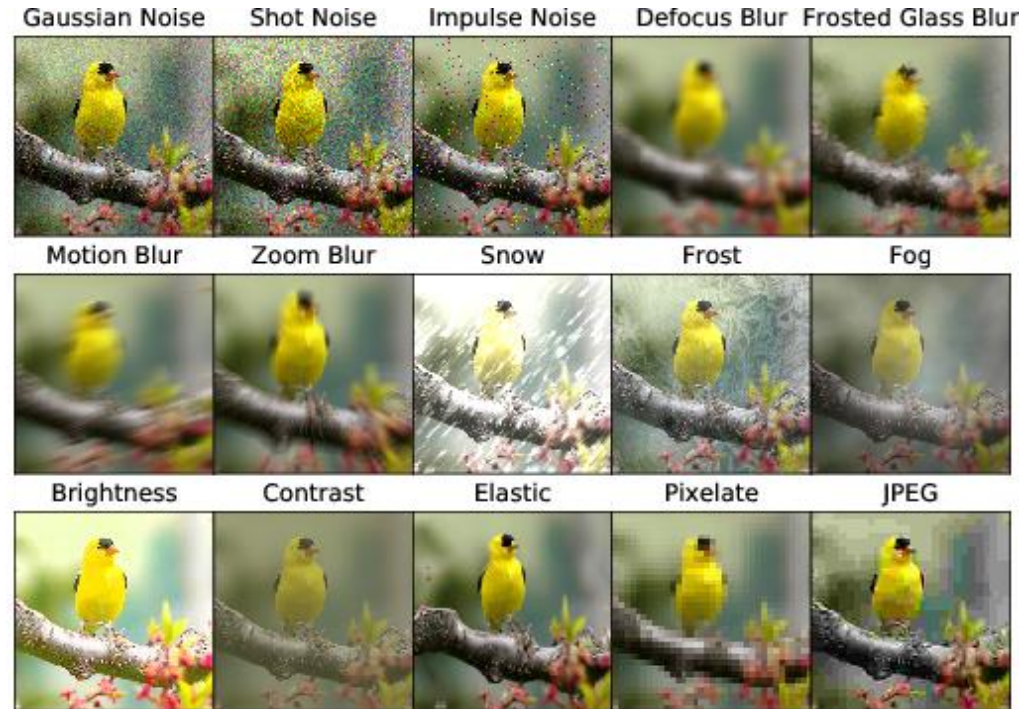 Gaussian Noise Shot Noise Impulse Noise Defocus Blur Frosted Glass Blur
Motion Blur Zoom Blur Snow Frost Fog
Brightness Contrast Elastic Pixelate JPEG